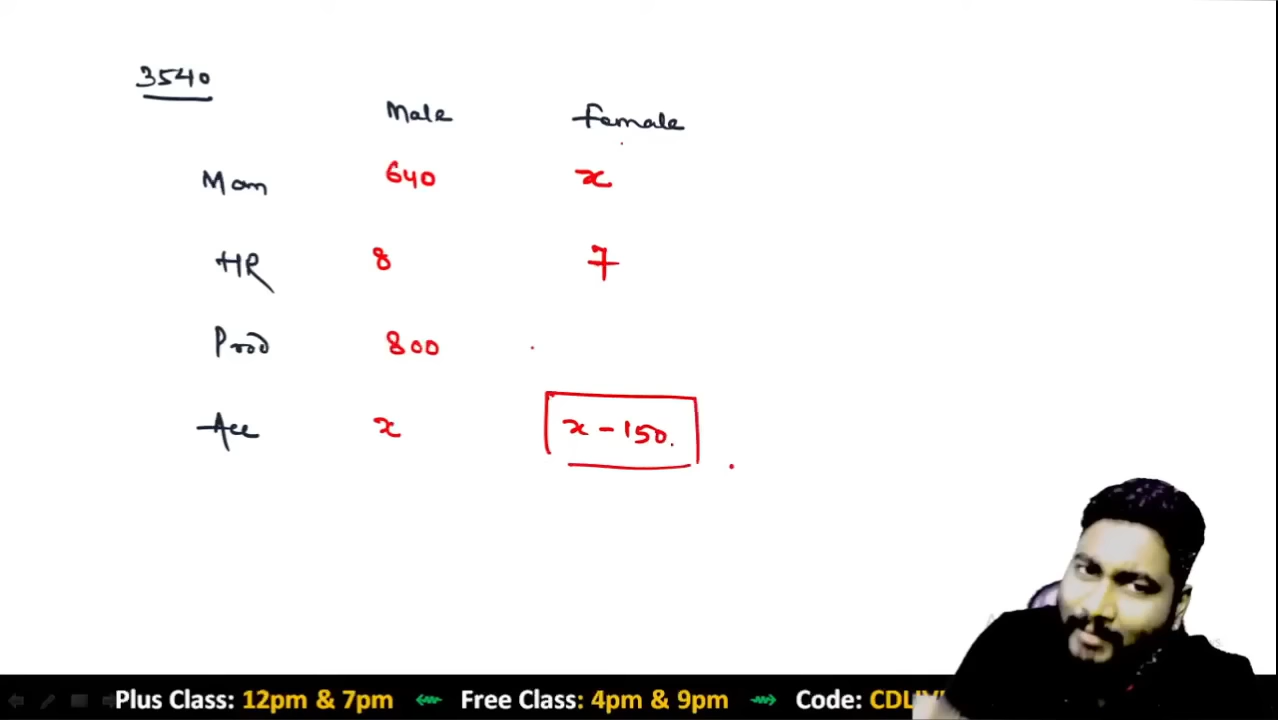 3540
Male Female
Man 640 x
HR 8 7
Prod 800
Acc x x - 150.
Plus Class: 12pm & 7pm Free Class: 4pm & 9pm Code: